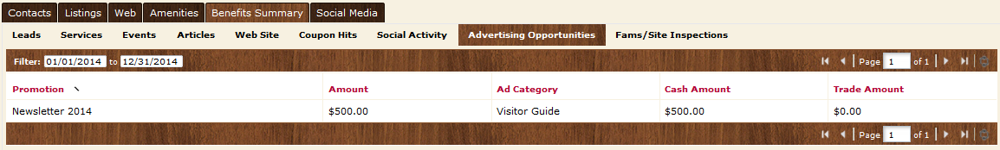 Contacts Listings Web Amenities Benefits Summary Social Media
Leads Services Events Articles Web Site Coupon Hits Social Activity Advertising Opportunities Fams/Site Inspections
Filter: 01/01/2014 to 12/31/2014 Page 1 of 1
Promotion Amount Ad Category Cash Amount Trade Amount
Newsletter 2014 $500.00 Visitor Guide $500.00 $0.00
Page 1 of 1